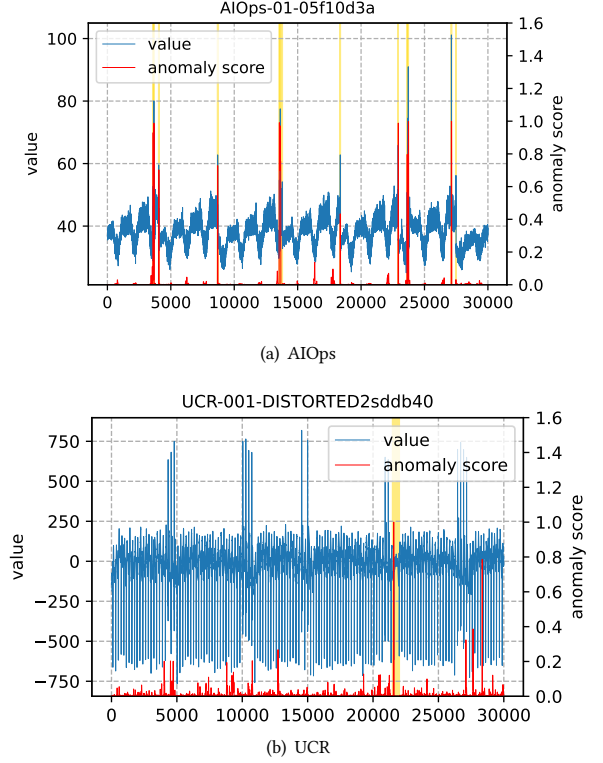 AIOps-01-05f10d3a
value
anomaly score
100
80
60
40
value
1.6
1.4
1.2
1.0
0.8
0.6
0.4
0.2
0.0
anomaly score
0 5000 10000 15000 20000 25000 30000
(a) AIOps
UCR-001-DISTORTED2sddb40
value
anomaly score
750
500
250
0
−250
−500
−750
value
1.6
1.4
1.2
1.0
0.8
0.6
0.4
0.2
0.0
anomaly score
0 5000 10000 15000 20000 25000 30000
(b) UCR